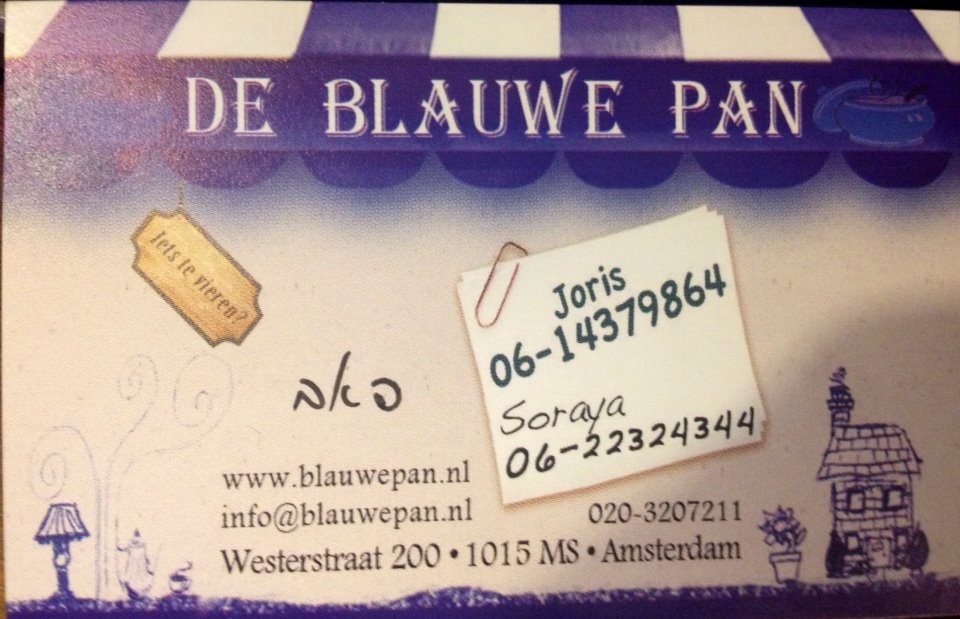 DE BLAUWE PAN
Iets te vieren?
Joris
06-14379864
Soraya
06-22324344
פאב
www.blauwepan.nl
info@blauwepan.nl
020-3207211
Westerstraat 200 • 1015 MS • Amsterdam